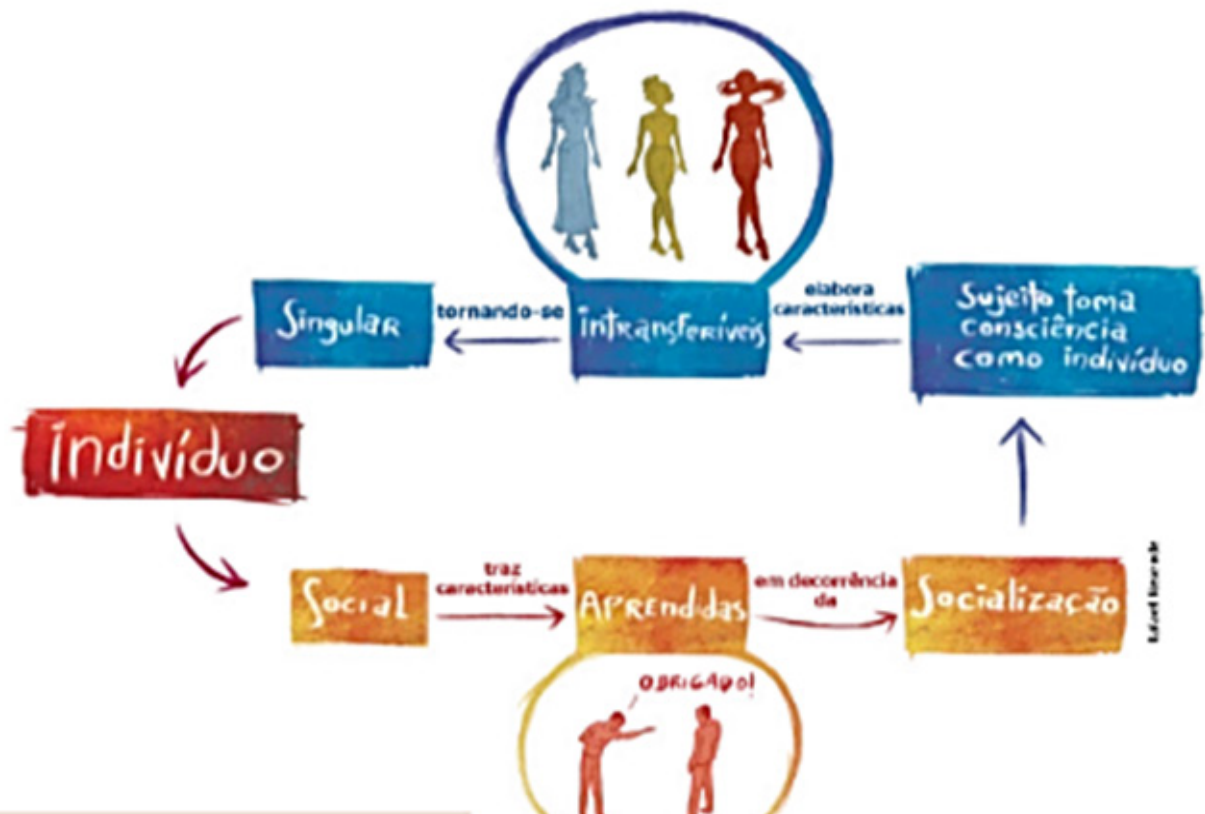 Singular
tornando-se
intransferíveis
elabora
características
Sujeito toma
consciência
como indivíduo
indivíduo
Social
traz
características
APRENDIDAS
em decorrência
da
Socialização
OBRIGADO!